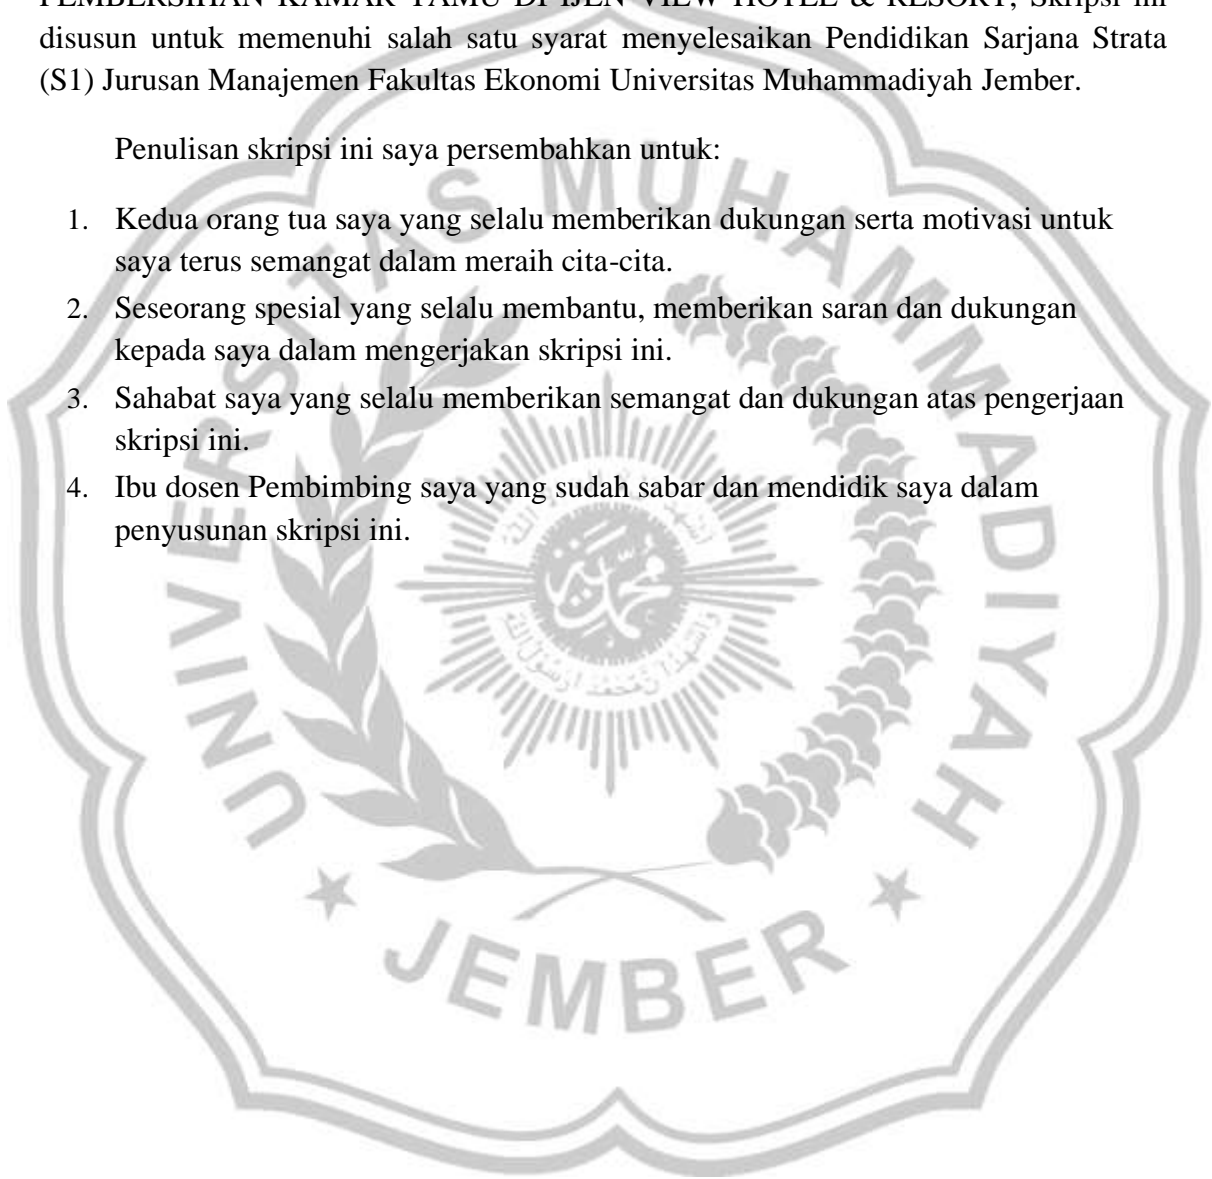 PEMBERSIHAN KAMAR TAMU DI IJEN VIEW HOTEL & RESORT, Skripsi ini
disusun untuk memenuhi salah satu syarat menyelesaikan Pendidikan Sarjana Strata
(S1) Jurusan Manajemen Fakultas Ekonomi Universitas Muhammadiyah Jember.
Penulisan skripsi ini saya persembahkan untuk:
1. Kedua orang tua saya yang selalu memberikan dukungan serta motivasi untuk
saya terus semangat dalam meraih cita-cita.
2. Seseorang spesial yang selalu membantu, memberikan saran dan dukungan
kepada saya dalam mengerjakan skripsi ini.
3. Sahabat saya yang selalu memberikan semangat dan dukungan atas pengerjaan
skripsi ini.
4. Ibu dosen Pembimbing saya yang sudah sabar dan mendidik saya dalam
penyusunan skripsi ini.
UNIVERSITAS MUHAMMADIYAH
JEMBER